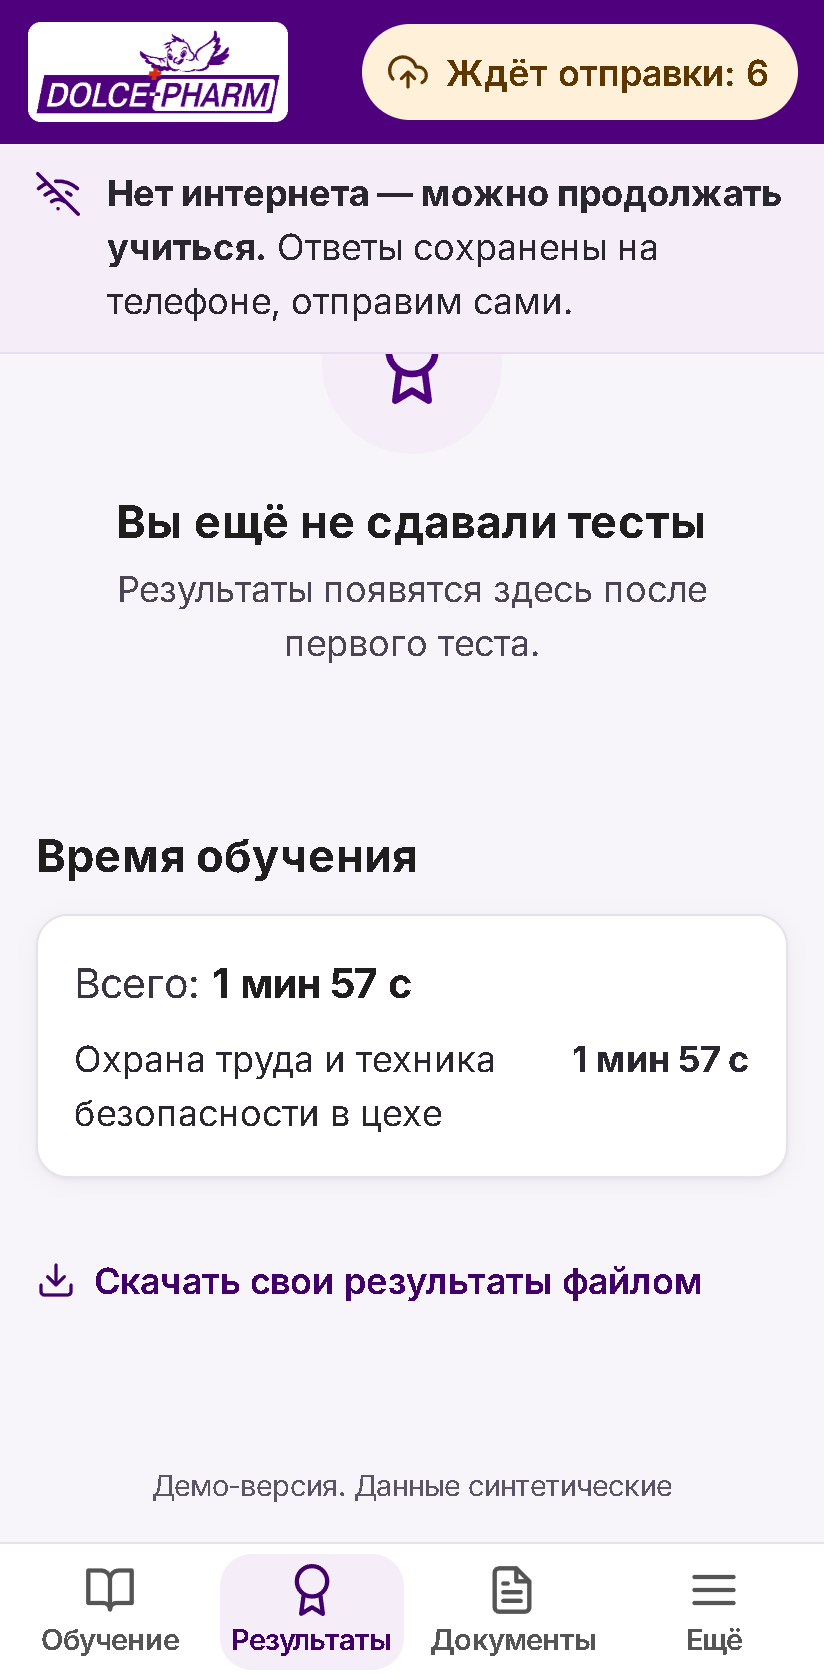 DOLCE-PHARM
Ждёт отправки: 6
Нет интернета — можно продолжать
учиться. Ответы сохранены на
телефоне, отправим сами.
Вы ещё не сдавали тесты
Результаты появятся здесь после
первого теста.
Время обучения
Всего: 1 мин 57 с
Охрана труда и техника 1 мин 57 с
безопасности в цехе
Скачать свои результаты файлом
Демо-версия. Данные синтетические
Обучение Результаты Документы Ещё